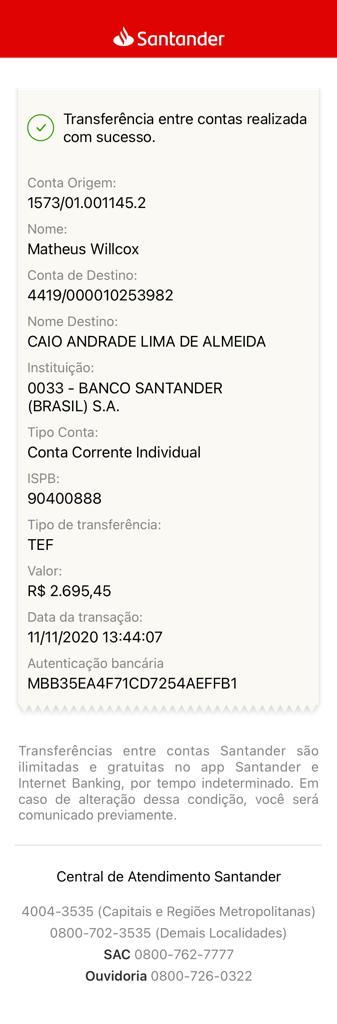 Santander
Transferência entre contas realizada
com sucesso.
Conta Origem:
1573/01.001145.2
Nome:
Matheus Willcox
Conta de Destino:
4419/000010253982
Nome Destino:
CAIO ANDRADE LIMA DE ALMEIDA
Instituição:
0033 - BANCO SANTANDER
(BRASIL) S.A.
Tipo Conta:
Conta Corrente Individual
ISPB:
90400888
Tipo de transferência:
TEF
Valor:
R$ 2.695,45
Data da transação:
11/11/2020 13:44:07
Autenticação bancária
MBB35EA4F71CD7254AEFFB1
Transferências entre contas Santander são
ilimitadas e gratuitas no app Santander e
Internet Banking, por tempo indeterminado. Em
caso de alteração dessa condição, você será
comunicado previamente.
Central de Atendimento Santander
4004-3535 (Capitais e Regiões Metropolitanas)
0800-702-3535 (Demais Localidades)
SAC 0800-762-7777
Ouvidoria 0800-726-0322